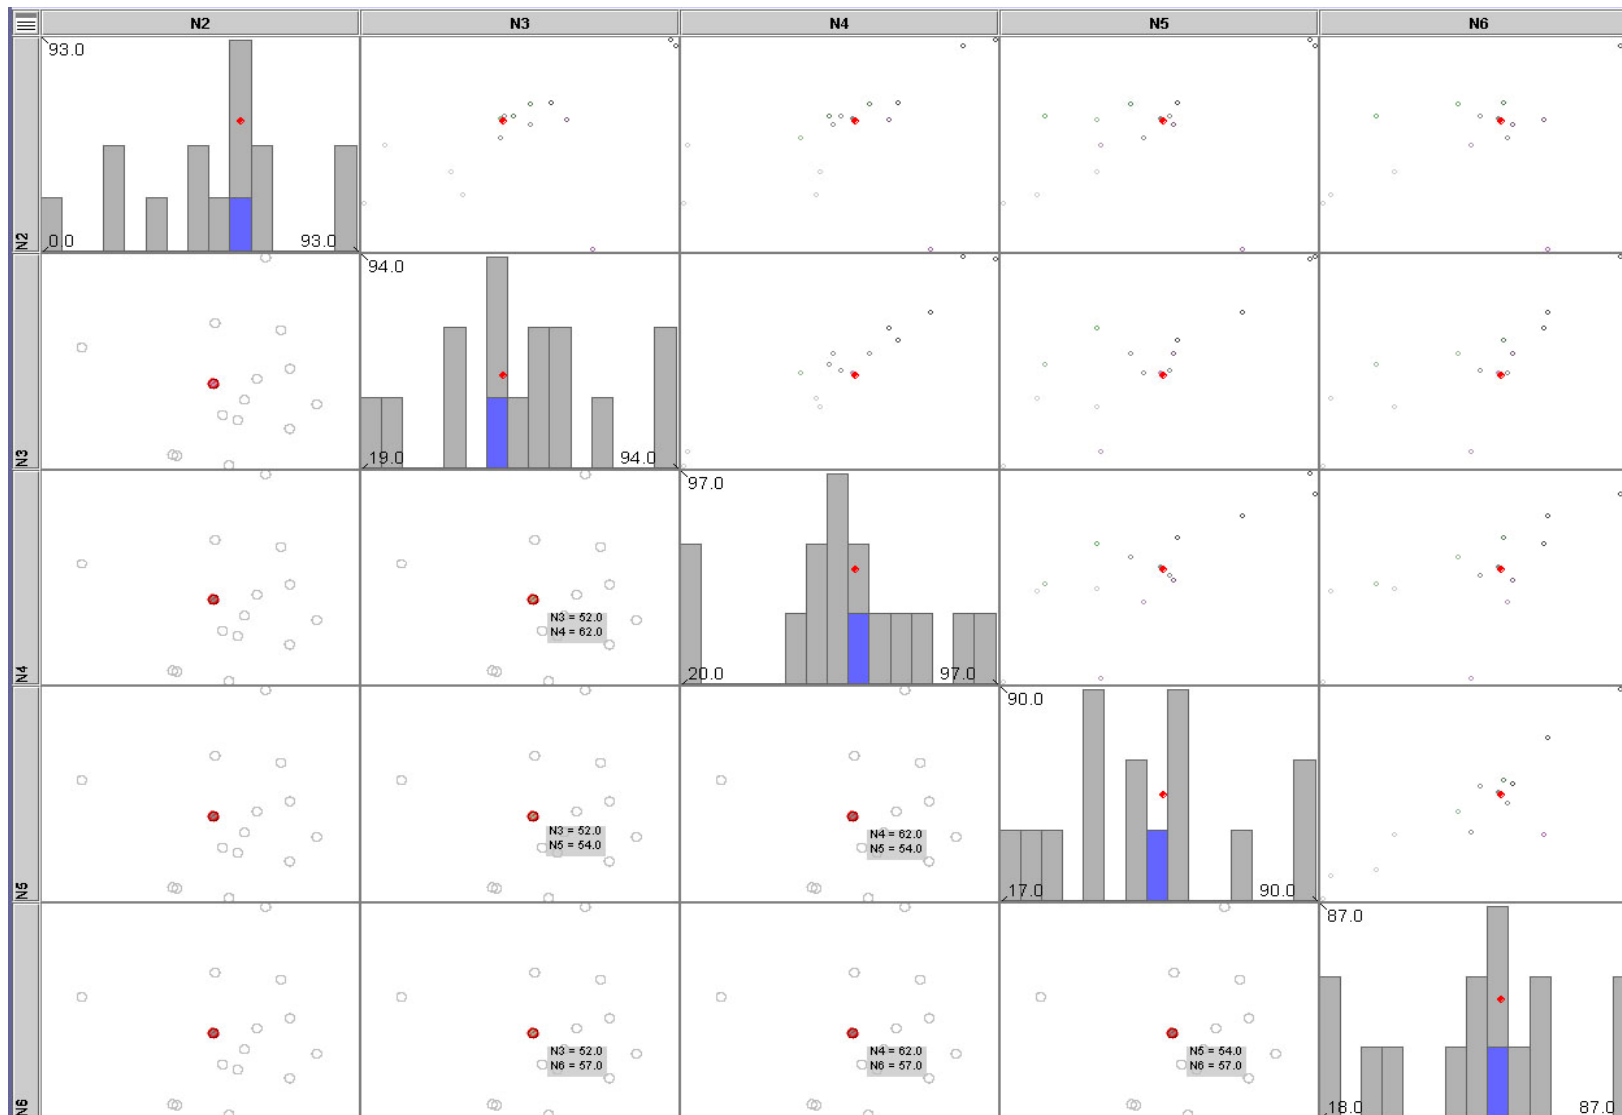 N2 N3 N4 N5 N6
93.0
N2
0.0 93.0
94.0
N3
19.0 94.0
97.0
N3 = 52.0
N4 = 62.0
N4
20.0 97.0
90.0
N3 = 52.0
N5 = 54.0
N4 = 62.0
N5 = 54.0
N5
17.0 90.0
87.0
N3 = 52.0
N6 = 57.0
N4 = 62.0
N6 = 57.0
N5 = 54.0
N6 = 57.0
N6
18.0 87.0